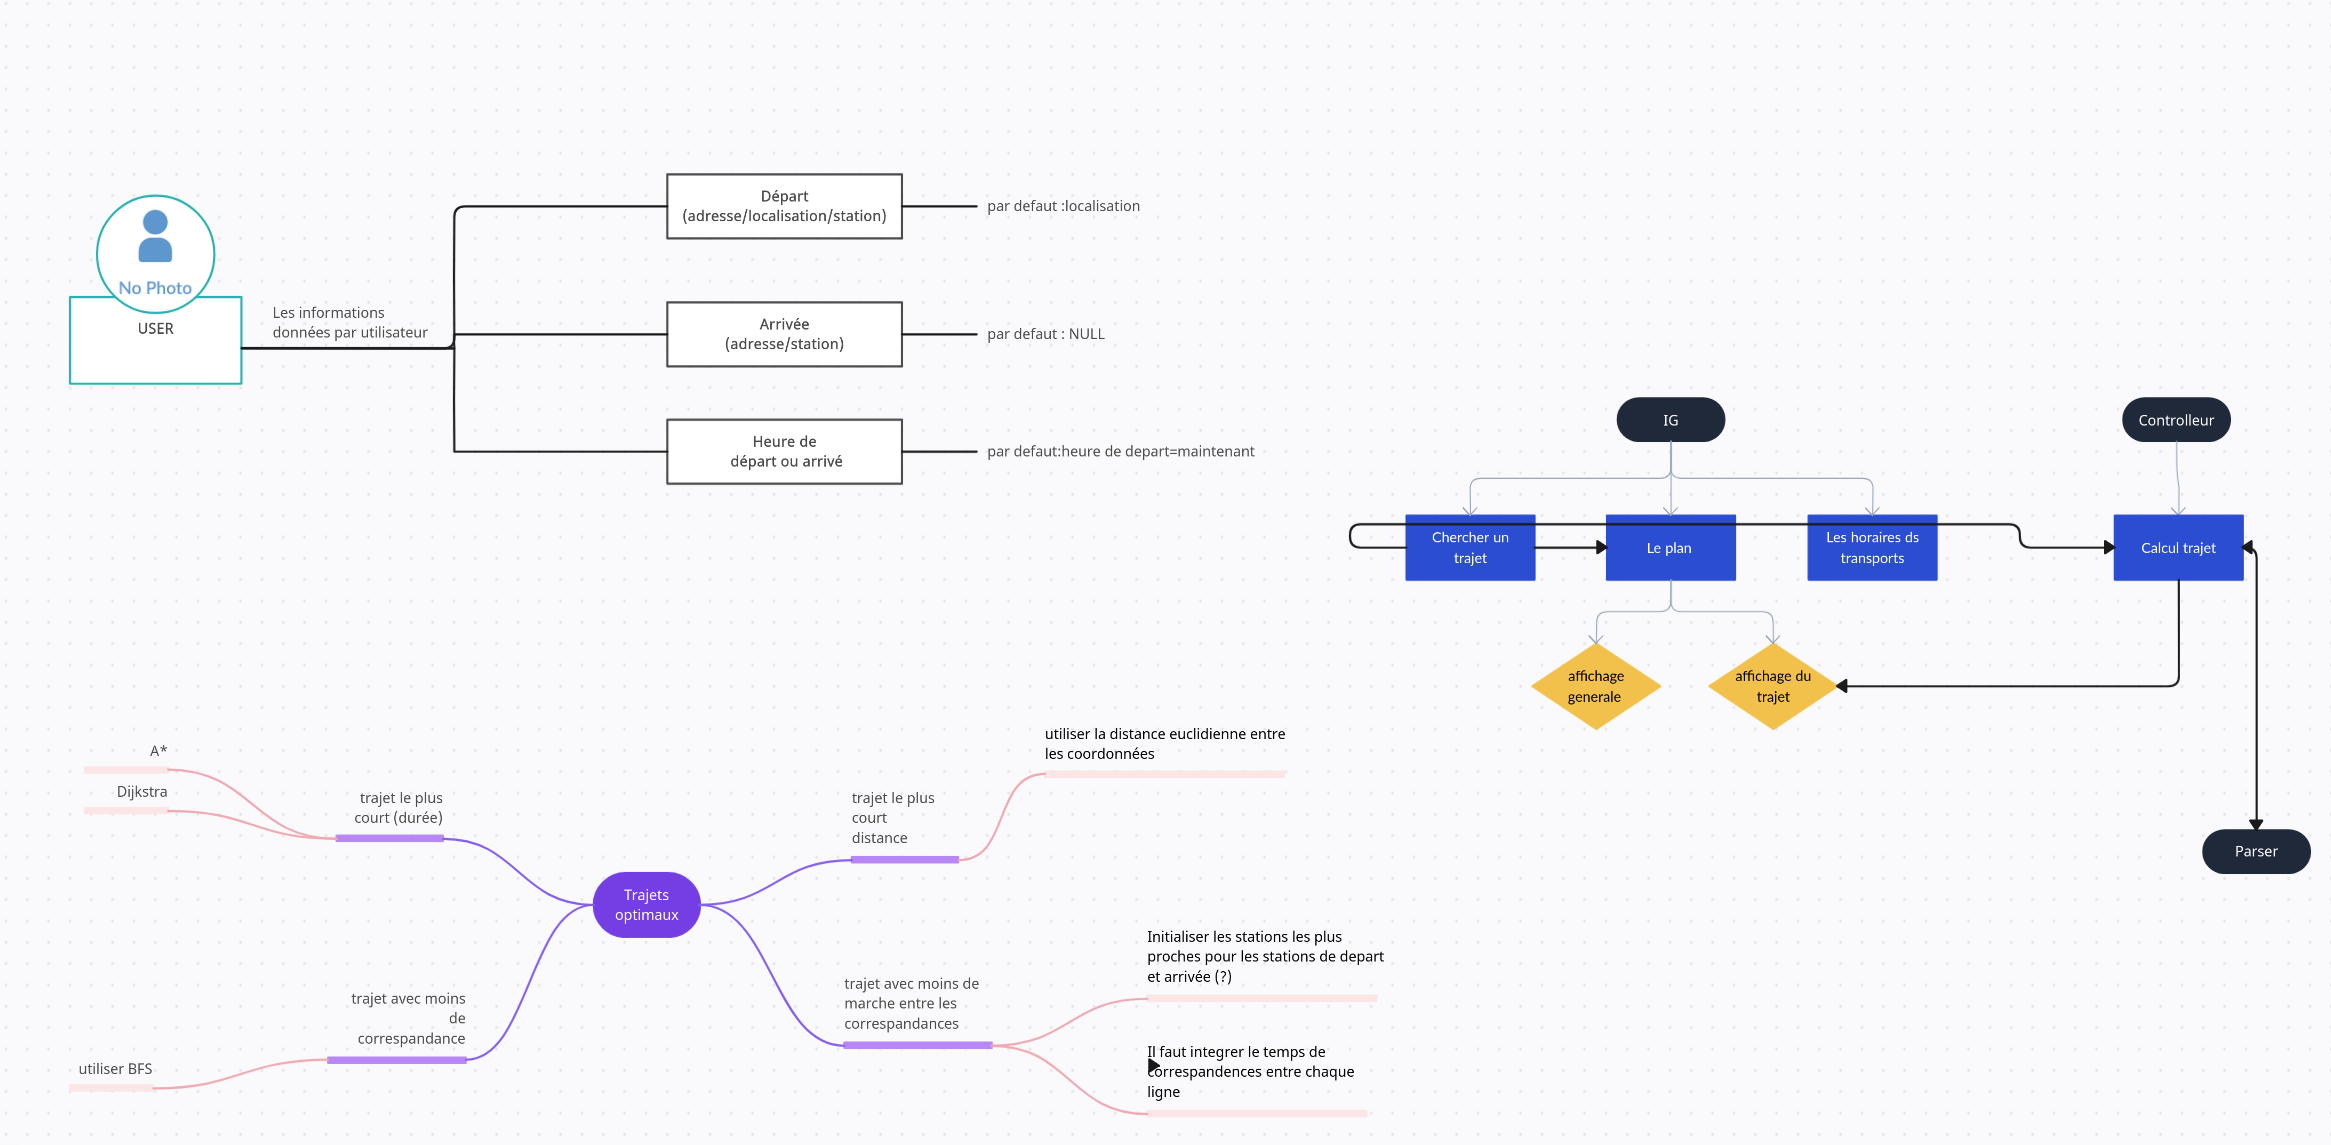 No Photo
USER
Les informations
données par utilisateur
Départ
(adresse/localisation/station)
par defaut :localisation
Arrivée
(adresse/station)
par defaut : NULL
Heure de
départ ou arrivé
par defaut:heure de depart=maintenant
IG
Controlleur
Chercher un
trajet
Le plan
Les horaires ds
transports
Calcul trajet
affichage
generale
affichage du
trajet
Parser
A*
Dijkstra
trajet le plus
court (durée)
trajet avec moins
de
correspandance
utiliser BFS
Trajets
optimaux
trajet le plus
court
distance
utiliser la distance euclidienne entre
les coordonnées
trajet avec moins de
marche entre les
correspandances
Initialiser les stations les plus
proches pour les stations de depart
et arrivée (?)
Il faut integrer le temps de
correspandences entre chaque
ligne